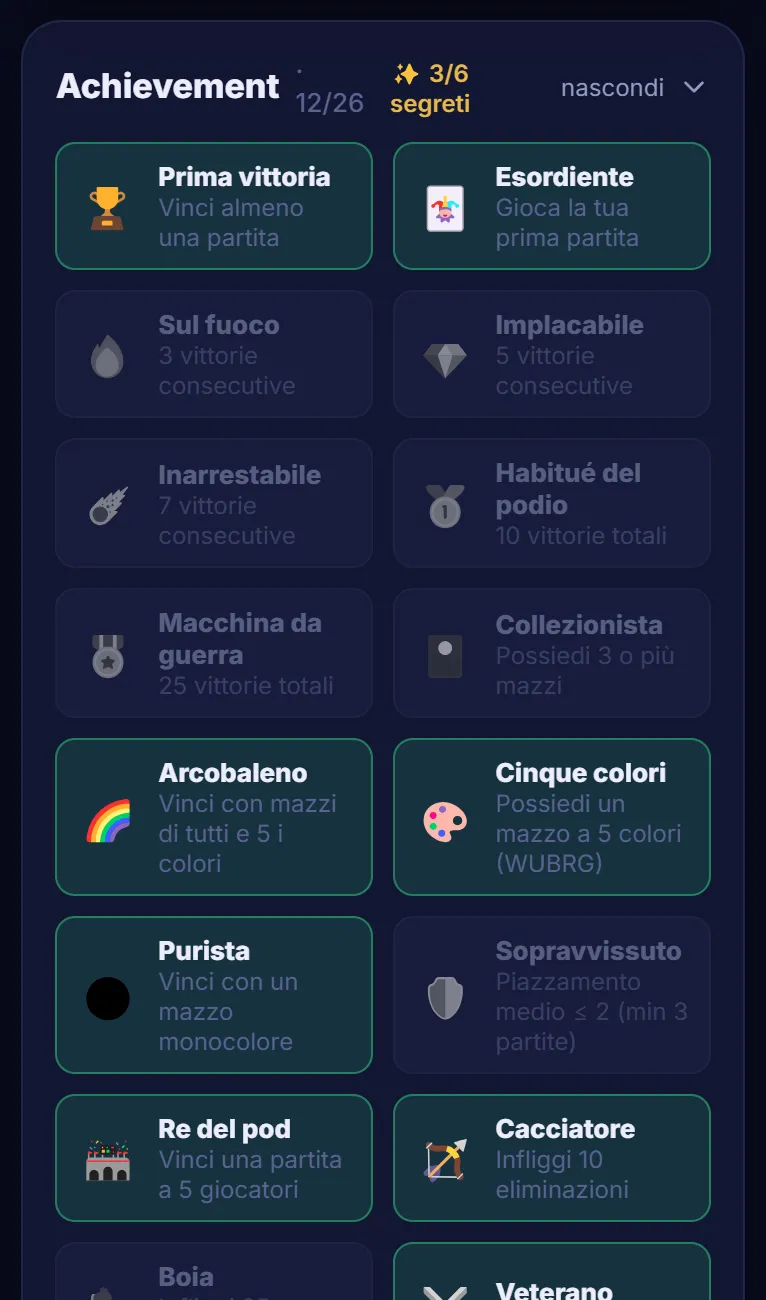 Achievement
· 12/26
✨ 3/6
segreti
nascondi
Prima vittoria
Vinci almeno
una partita
Esordiente
Gioca la tua
prima partita
Sul fuoco
3 vittorie
consecutive
Implacabile
5 vittorie
consecutive
Inarrestabile
7 vittorie
consecutive
Habitué del
podio
10 vittorie totali
Macchina da
guerra
25 vittorie totali
Collezionista
Possiedi 3 o più
mazzi
Arcobaleno
Vinci con mazzi
di tutti e 5 i
colori
Cinque colori
Possiedi un
mazzo a 5 colori
(WUBRG)
Purista
Vinci con un
mazzo
monocolore
Sopravvissuto
Piazzamento
medio ≤ 2 (min 3
partite)
Re del pod
Vinci una partita
a 5 giocatori
Cacciatore
Infliggi 10
eliminazioni
Boia
Veterano